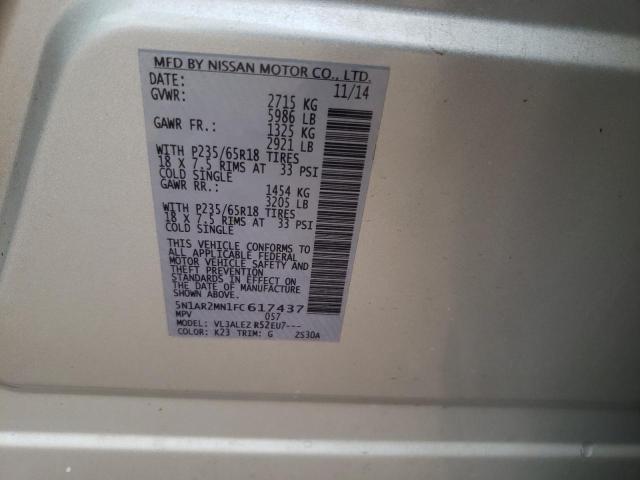 MFD BY NISSAN MOTOR CO., LTD.
DATE: 11/14
GVWR: 2715 KG
5986 LB
GAWR FR.: 1325 KG
2921 LB
WITH P235/65R18 TIRES
18 X 7.5 RIMS AT 33 PSI
COLD SINGLE
GAWR RR.: 1454 KG
3205 LB
WITH P235/65R18 TIRES
18 X 7.5 RIMS AT 33 PSI
COLD SINGLE
THIS VEHICLE CONFORMS TO
ALL APPLICABLE FEDERAL
MOTOR VEHICLE SAFETY AND
THEFT PREVENTION
STANDARDS IN EFFECT ON
THE DATE OF MANUFACTURE
SHOWN ABOVE.
5N1AR2MN1FC617437
MPV 057
MODEL: VL3ALEZ R52EU7---
COLOR: K23 TRIM: G 2S30A